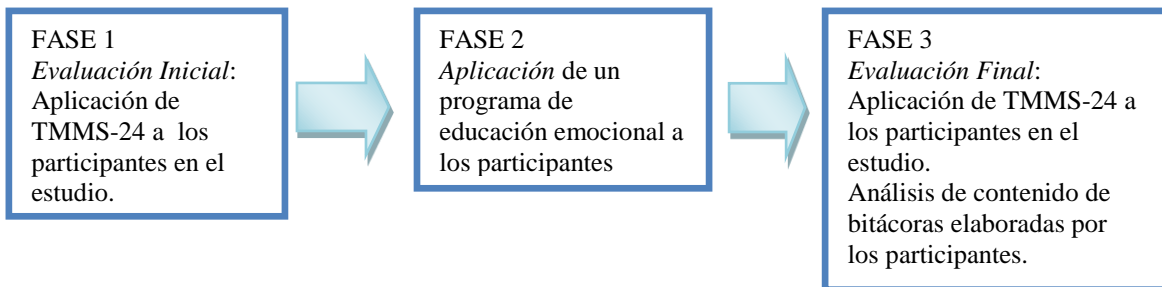 FASE 1
Evaluación Inicial:
Aplicación de
TMMS-24 a los
participantes en el
estudio.
FASE 2
Aplicación de un
programa de
educación emocional a
los participantes
FASE 3
Evaluación Final:
Aplicación de TMMS-24 a
los participantes en el
estudio.
Análisis de contenido de
bitácoras elaboradas por
los participantes.